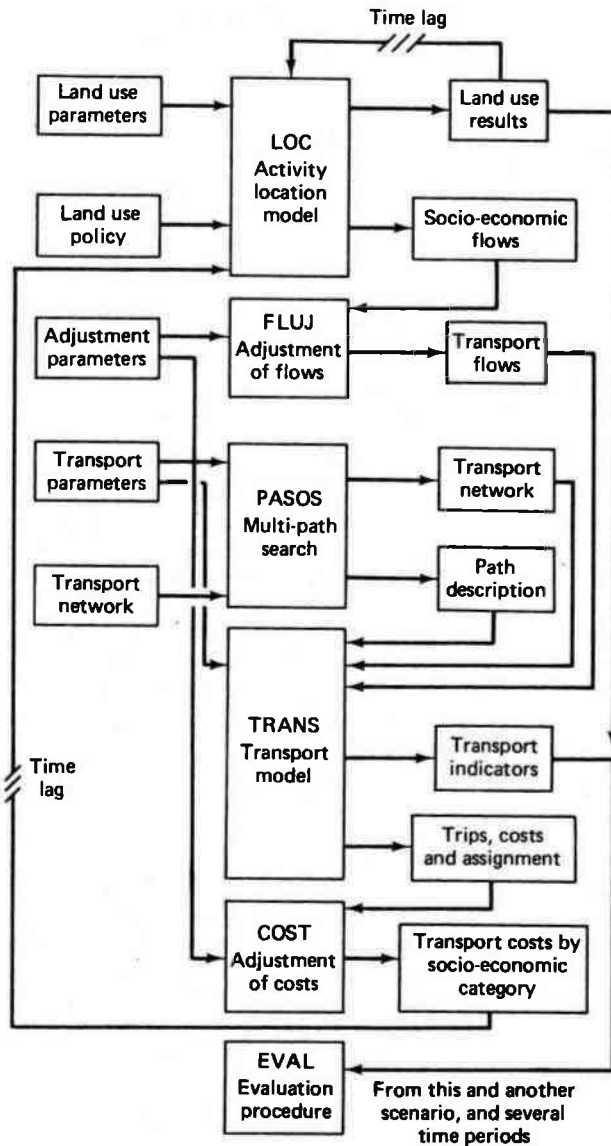 Time lag
Land use
parameters
LOC
Activity
location
model
Land use
results
Land use
policy
Socio-economic
flows
Adjustment
parameters
FLUJ
Adjustment
of flows
Transport
flows
Transport
parameters
PASOS
Multi-path
search
Transport
network
Transport
network
Path
description
TRANS
Transport
model
Time
lag
Transport
indicators
Trips, costs
and assignment
COST
Adjustment
of costs
Transport costs by
socio-economic
category
EVAL
Evaluation
procedure
From this and another
scenario, and several
time periods